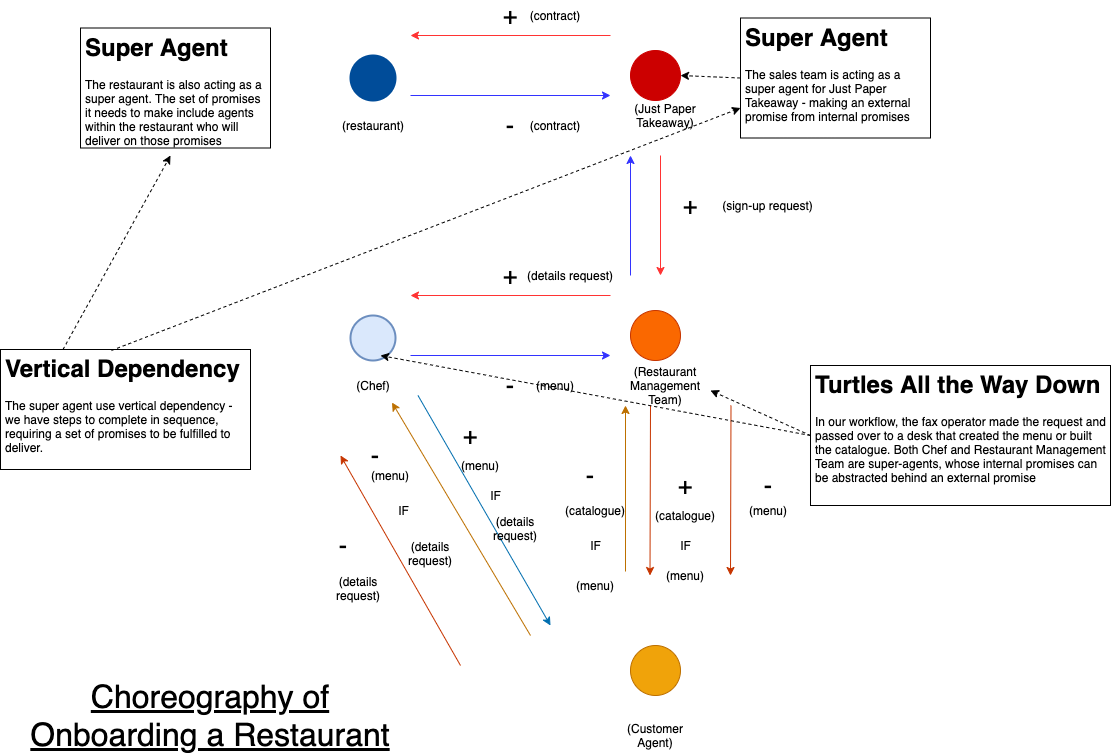 + (contract)
Super Agent
The restaurant is also acting as a
super agent. The set of promises
it needs to make include agents
within the restaurant who will
deliver on those promises
Super Agent
The sales team is acting as a
super agent for Just Paper
Takeaway - making an external
promise from internal promises
(restaurant)
(Just Paper
Takeaway)
- (contract)
+ (sign-up request)
+ (details request)
Vertical Dependency
The super agent use vertical dependency -
we have steps to complete in sequence,
requiring a set of promises to be fulfilled to
deliver.
(Chef)
(Restaurant
Management
Team)
- (menu)
Turtles All the Way Down
In our workflow, the fax operator made the request and
passed over to a desk that created the menu or built
the catalogue. Both Chef and Restaurant Management
Team are super-agents, whose internal promises can
be abstracted behind an external promise
+
(menu)
IF
(details
request)
-
(menu)
IF
(details
request)
-
(details
request)
-
(catalogue)
IF
(menu)
+
(catalogue)
IF
(menu)
-
(menu)
(Customer
Agent)
Choreography of
Onboarding a Restaurant